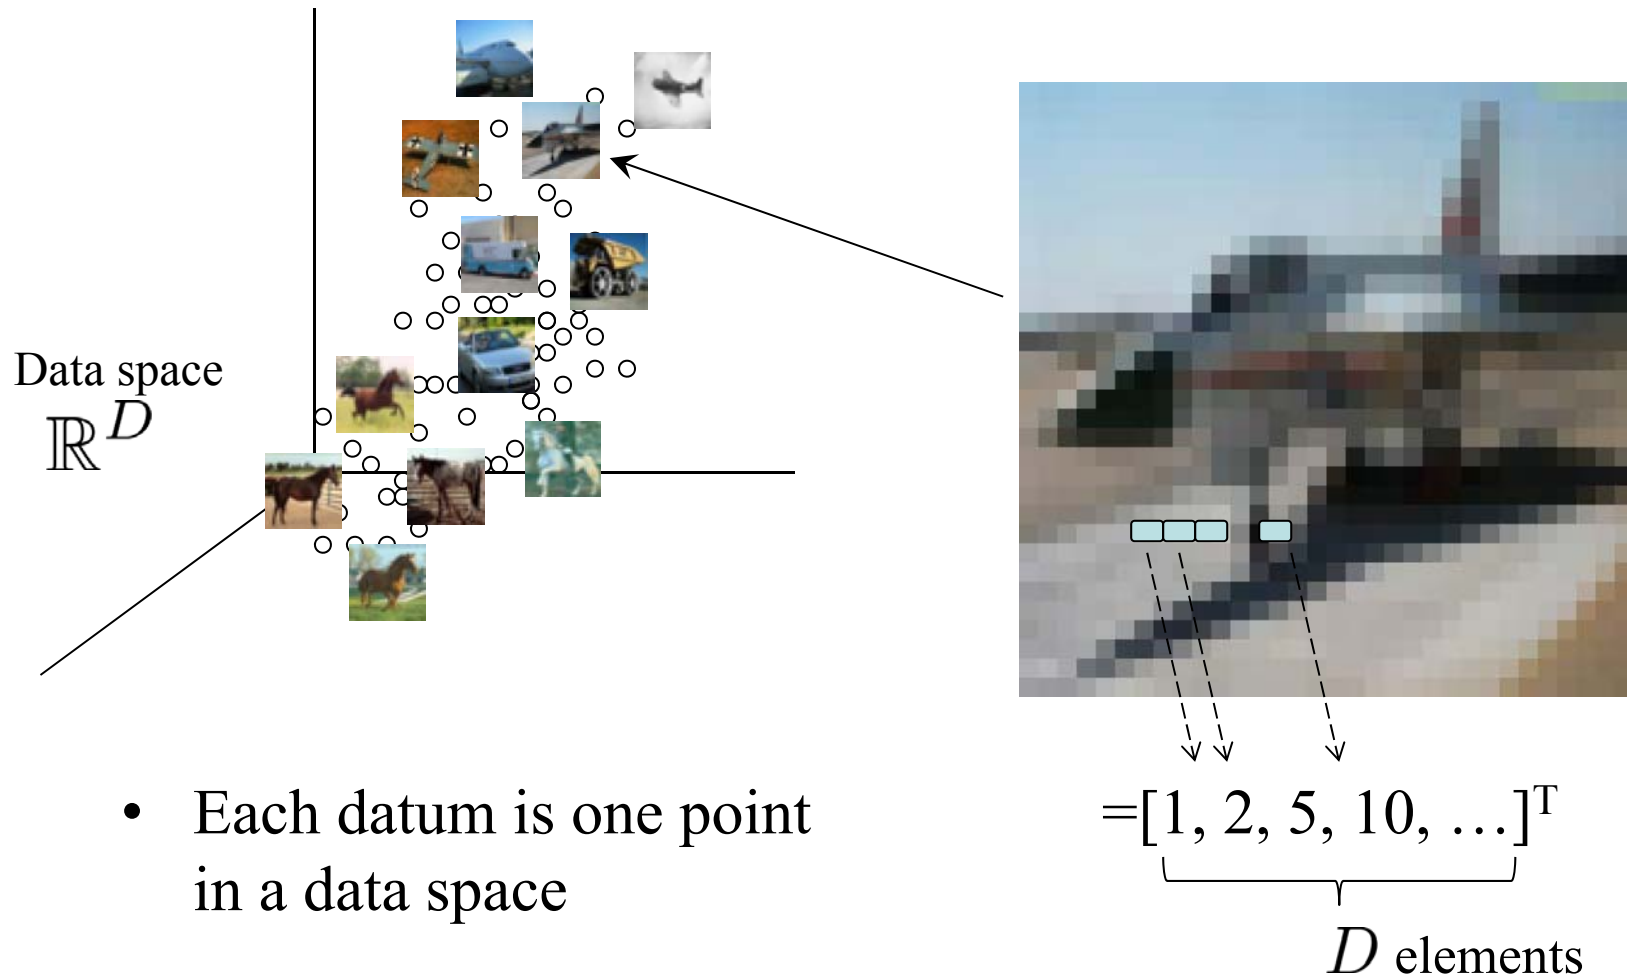 Data space
ℝ^D
• Each datum is one point
in a data space
=[1, 2, 5, 10, …]^T
D elements